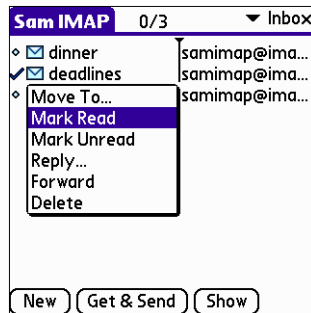 Sam IMAP 0/3 Inbox
dinner samimap@ima...
deadlines samimap@ima...
Move To... samimap@ima...
Mark Read
Mark Unread
Reply...
Forward
Delete
New Get & Send Show